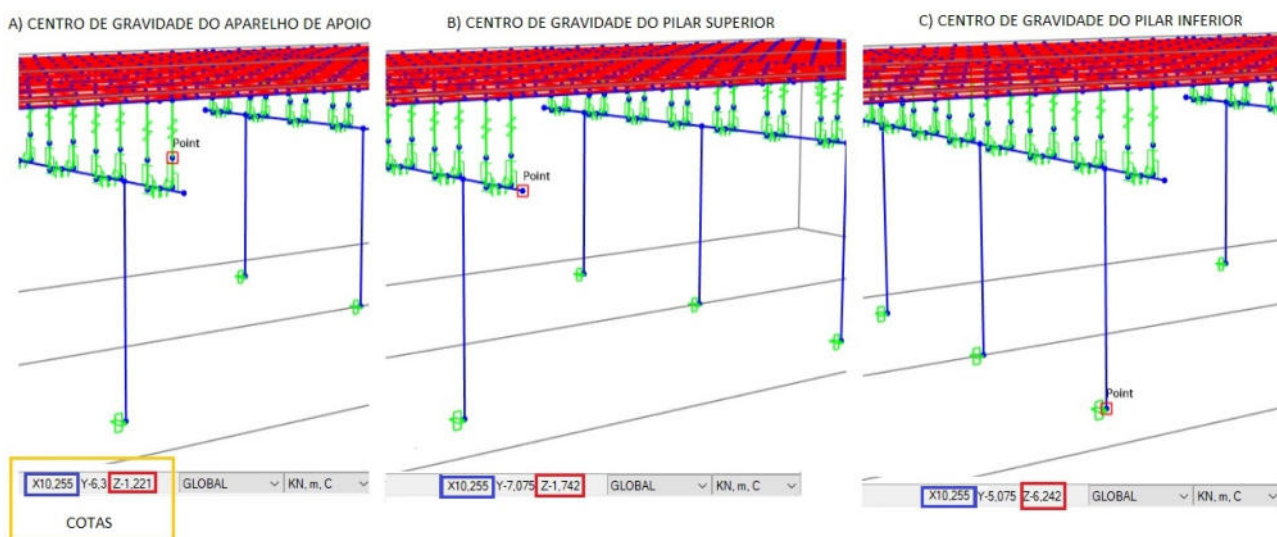 A) CENTRO DE GRAVIDADE DO APARELHO DE APOIO
B) CENTRO DE GRAVIDADE DO PILAR SUPERIOR
C) CENTRO DE GRAVIDADE DO PILAR INFERIOR
Point
Point
Point
X10,255 Y-6,3 Z-1,221 GLOBAL KN, m, C
X10,255 Y-7,075 Z-1,742 GLOBAL KN, m, C
X10,255 Y-5,075 Z-6,242 GLOBAL KN, m, C
COTAS